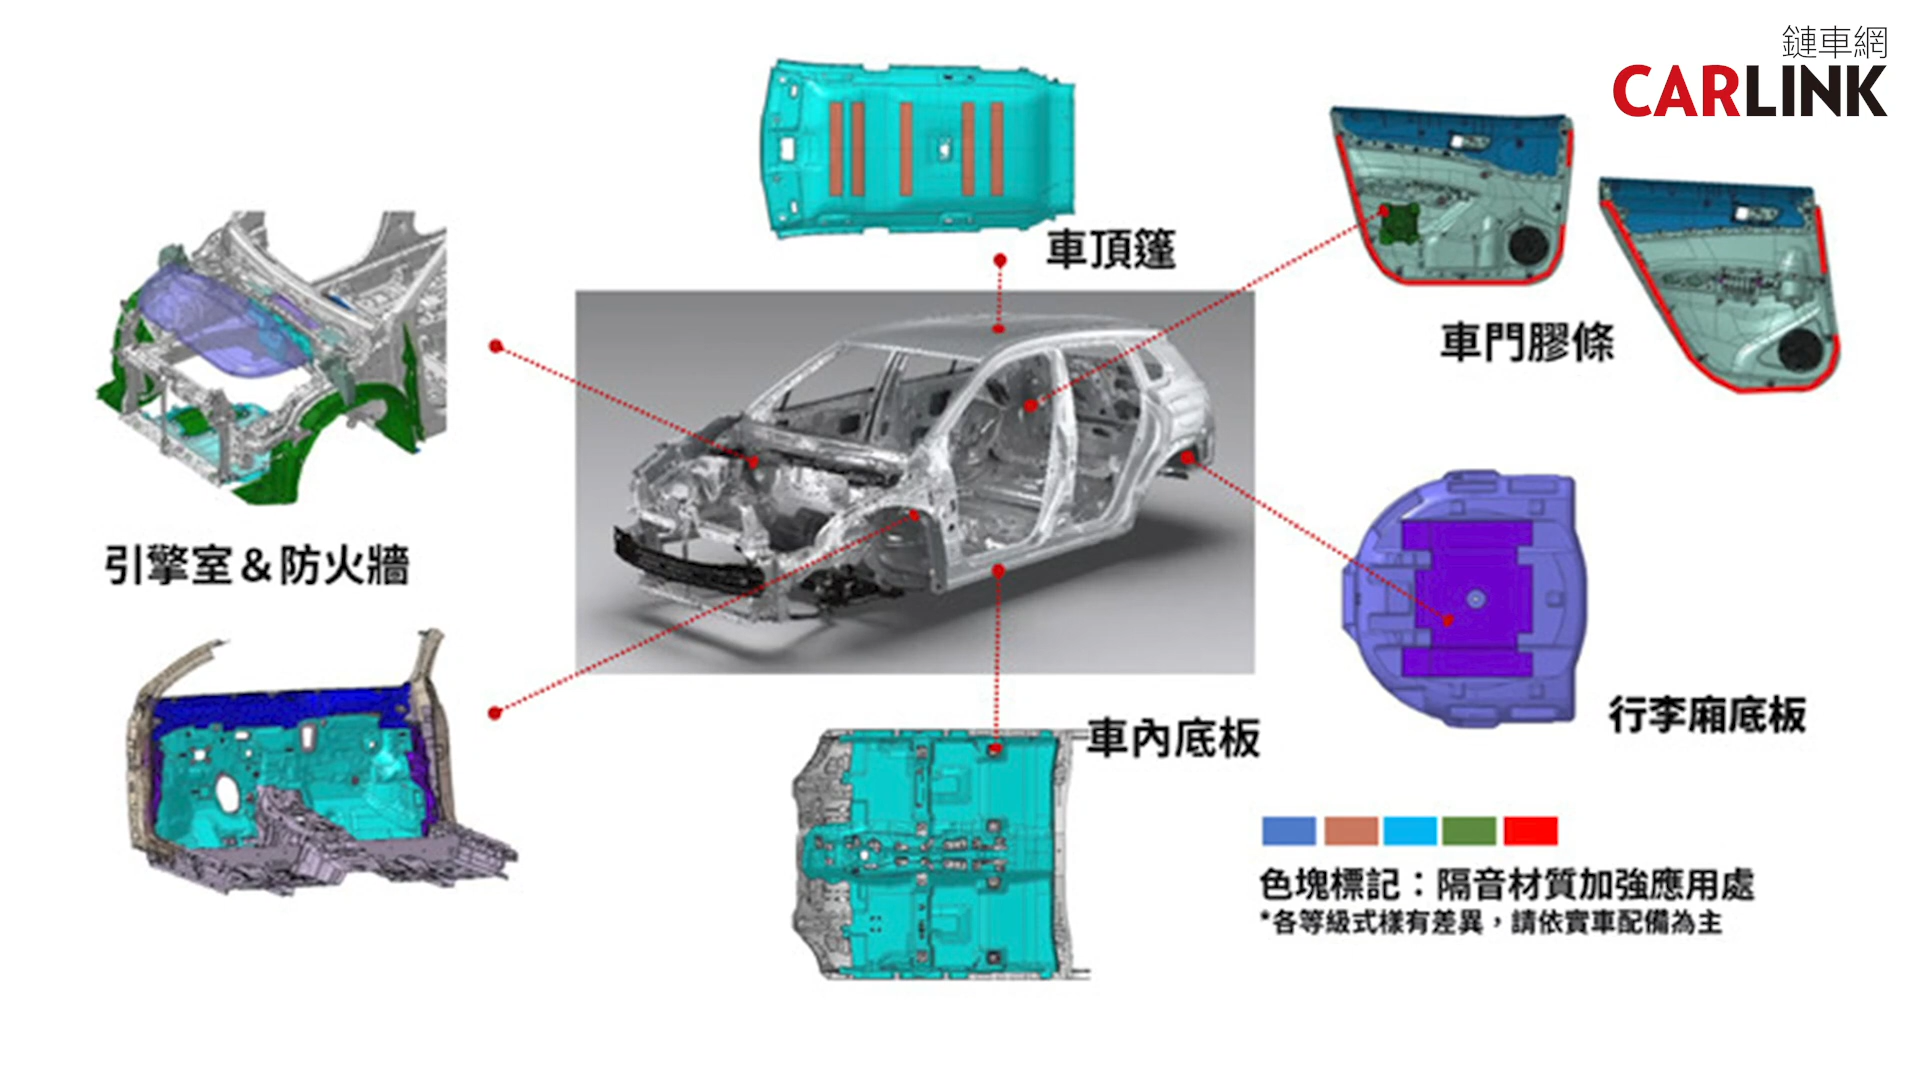 鏈車網
CARLINK
車頂篷
車門膠條
引擎室&防火牆
行李廂底板
車內底板
色塊標記：隔音材質加強應用處
*各等級式樣有差異，請依實車配備為主